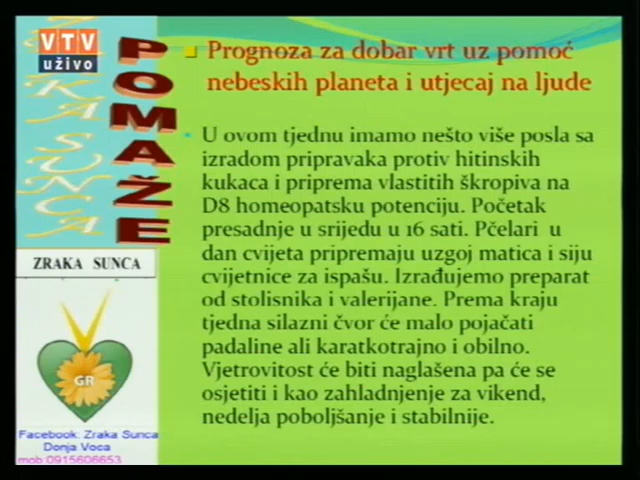 VTV
uživo
ZRAKA SUNCA
POMAŽE
Prognoza za dobar vrt uz pomoć
nebeskih planeta i utjecaj na ljude
U ovom tjednu imamo nešto više posla sa
izradom pripravaka protiv hitinskih
kukaca i priprema vlastitih škropiva na
D8 homeopatsku potenciju. Početak
presadnje u srijedu u 16 sati. Pčelari u
dan cvijeta pripremaju uzgoj matica i siju
cvijetnice za ispašu. Izrađujemo preparat
od stolisnika i valerijane. Prema kraju
tjedna silazni čvor će malo pojačati
padaline ali karatkotrajno i obilno.
Vjetrovitost će biti naglašena pa će se
osjetiti i kao zahladnjenje za vikend,
nedelja poboljšanje i stabilnije.
ZRAKA SUNCA
GR
Facebook: Zraka Sunca
Donja Voca
mob:0915606653